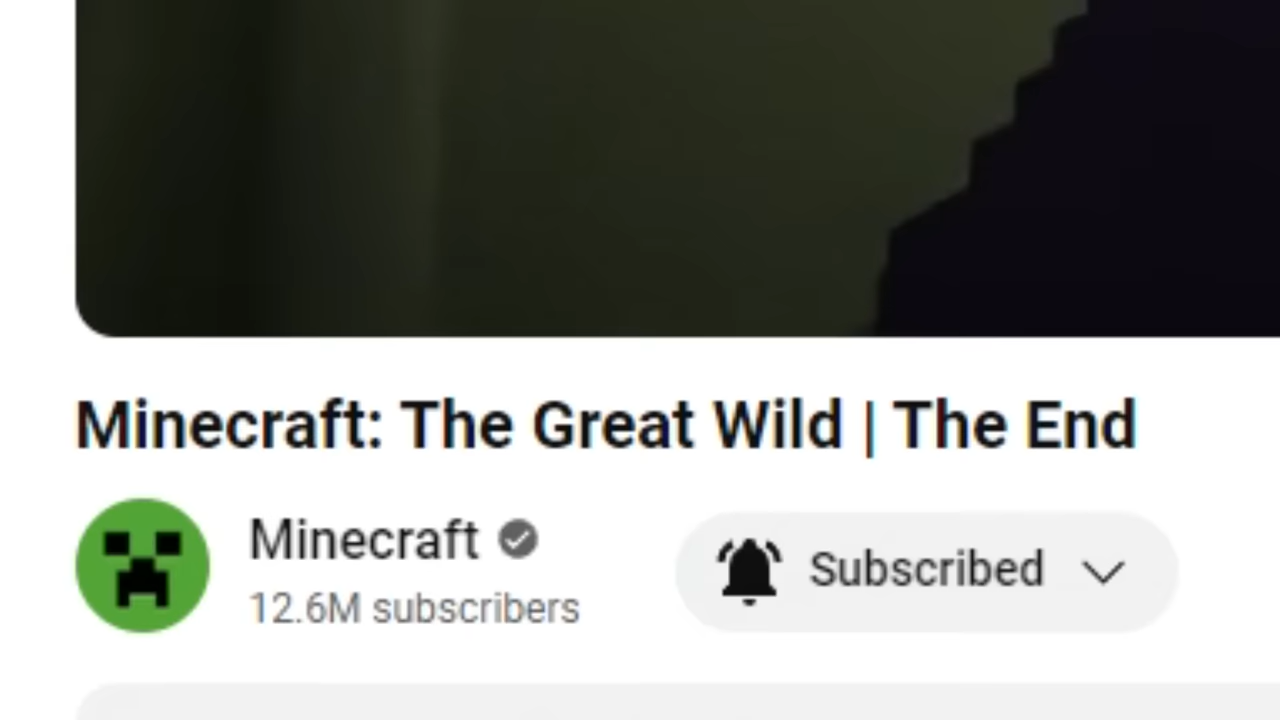 Minecraft: The Great Wild | The End
Minecraft
Subscribed
12.6M subscribers